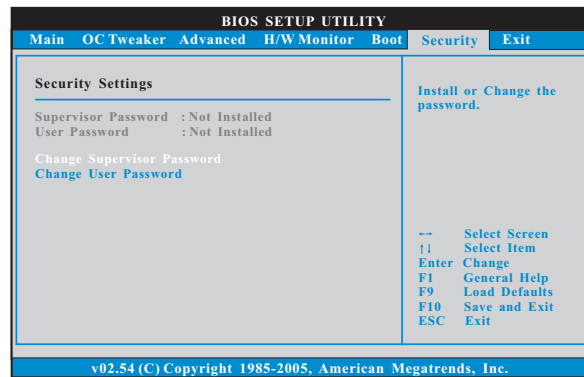 BIOS SETUP UTILITY
Main OC Tweaker Advanced H/W Monitor Boot Security Exit
Security Settings
Supervisor Password : Not Installed
User Password : Not Installed
Change Supervisor Password
Change User Password
Install or Change the
password.
←→ Select Screen
↑↓ Select Item
Enter Change
F1 General Help
F9 Load Defaults
F10 Save and Exit
ESC Exit
v02.54 (C) Copyright 1985-2005, American Megatrends, Inc.